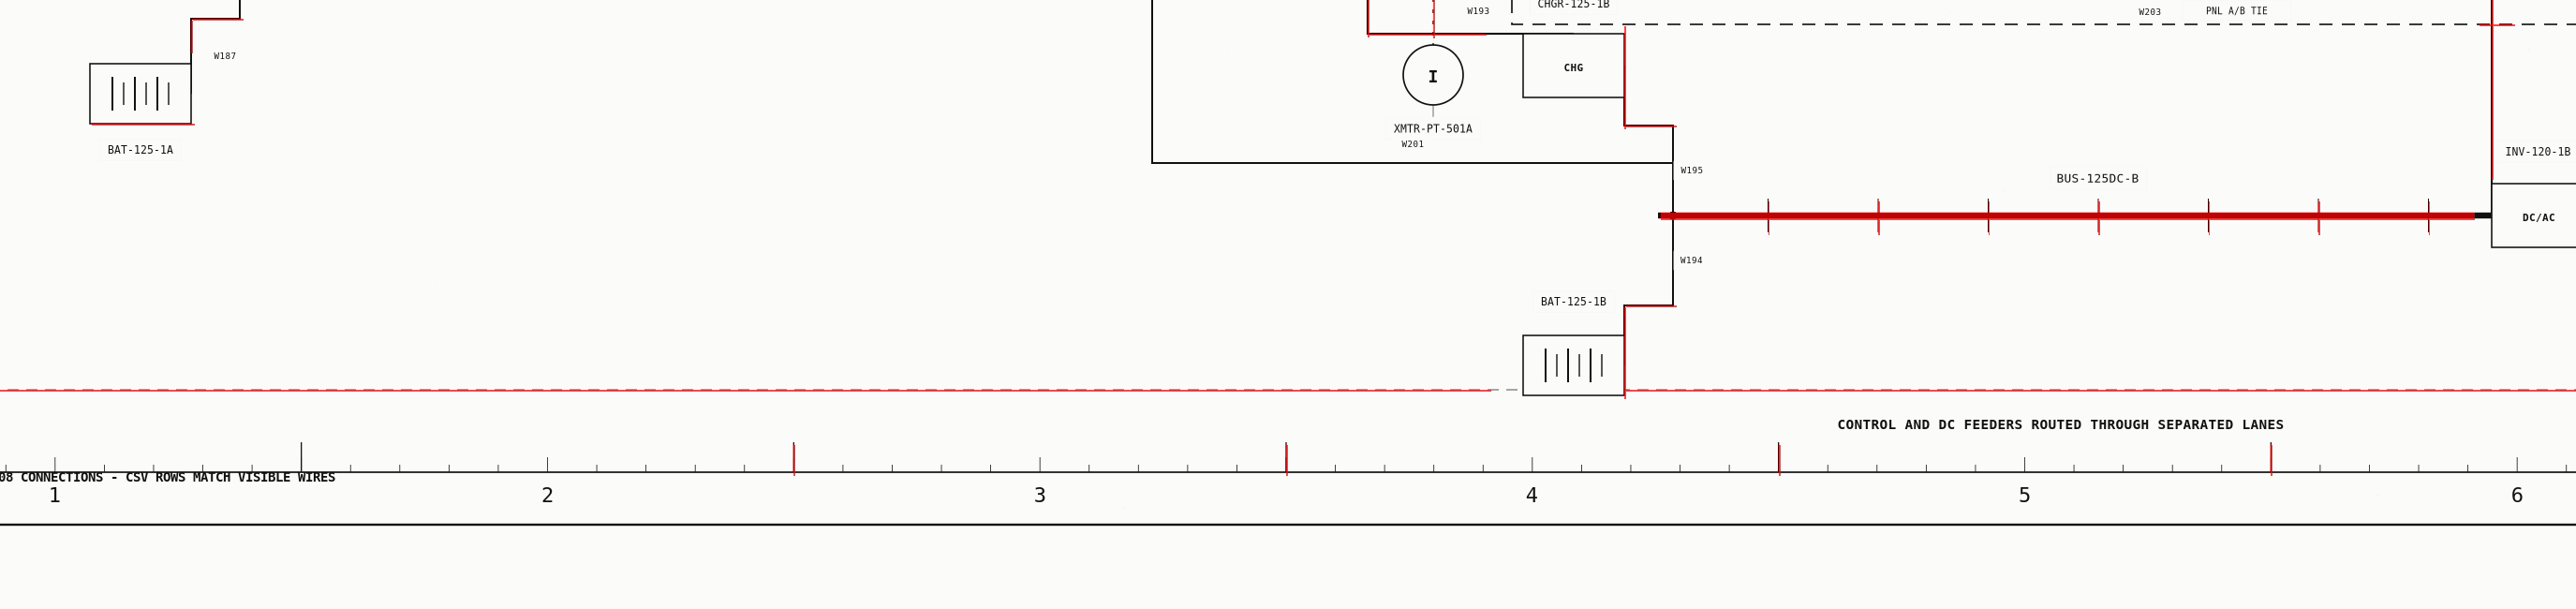 W193
CHGR-125-1B
W203
PNL A/B TIE
W187
CHG
I
XMTR-PT-501A
W201
BAT-125-1A
INV-120-1B
W195
BUS-125DC-B
DC/AC
W194
BAT-125-1B
CONTROL AND DC FEEDERS ROUTED THROUGH SEPARATED LANES
08 CONNECTIONS - CSV ROWS MATCH VISIBLE WIRES
1 2 3 4 5 6